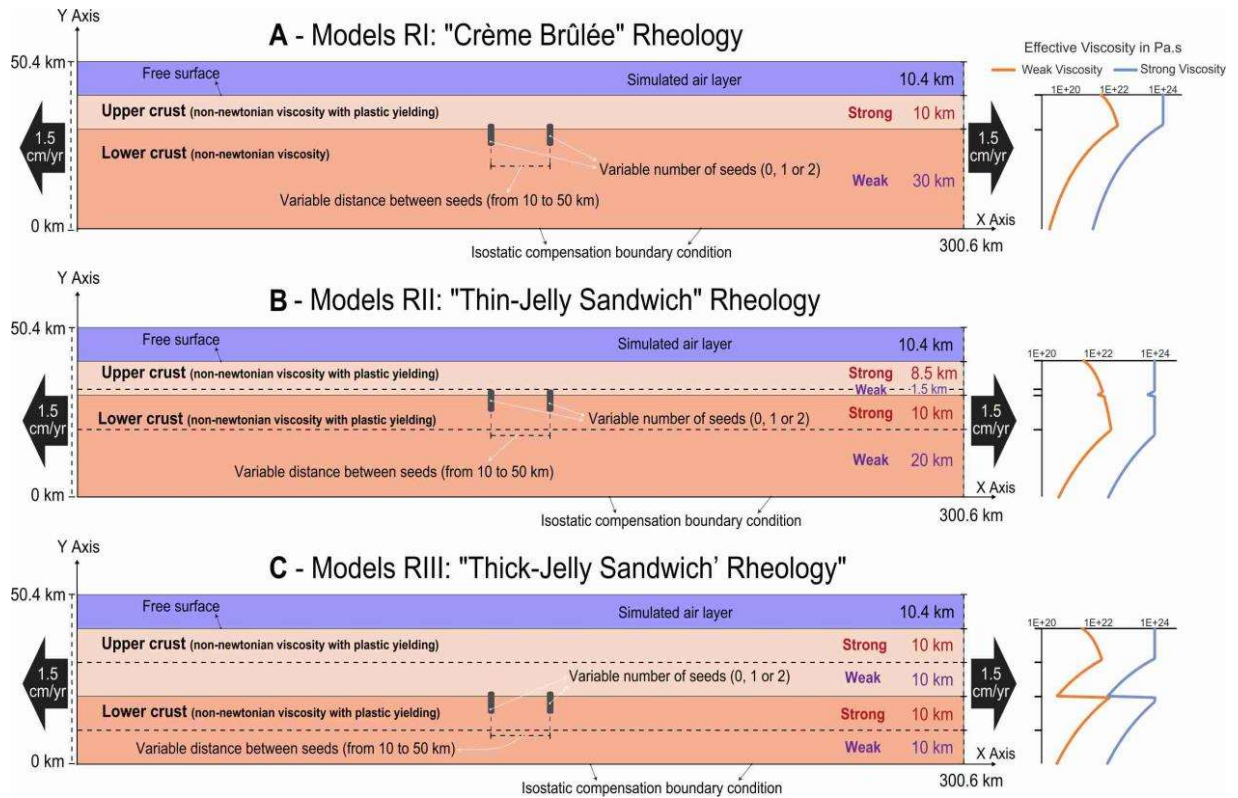 Y Axis
A - Models RI: "Crème Brûlée" Rheology
50.4 km
Free surface
Simulated air layer
10.4 km
Upper crust (non-newtonian viscosity with plastic yielding)
Strong 10 km
1.5 cm/yr
1.5 cm/yr
Lower crust (non-newtonian viscosity)
Variable number of seeds (0, 1 or 2)
Weak 30 km
Variable distance between seeds (from 10 to 50 km)
0 km
X Axis
300.6 km
Isostatic compensation boundary condition
Effective Viscosity in Pa.s
Weak Viscosity Strong Viscosity
1E+20 1E+22 1E+24
Y Axis
B - Models RII: "Thin-Jelly Sandwich" Rheology
50.4 km
Free surface
Simulated air layer
10.4 km
Upper crust (non-newtonian viscosity with plastic yielding)
Strong 8.5 km
Weak 1.5 km
1.5 cm/yr
1.5 cm/yr
Lower crust (non-newtonian viscosity with plastic yielding)
Variable number of seeds (0, 1 or 2)
Strong 10 km
Variable distance between seeds (from 10 to 50 km)
Weak 20 km
0 km
X Axis
300.6 km
Isostatic compensation boundary condition
1E+20 1E+22 1E+24
Y Axis
C - Models RIII: "Thick-Jelly Sandwich' Rheology"
50.4 km
Free surface
Simulated air layer
10.4 km
Upper crust (non-newtonian viscosity with plastic yielding)
Strong 10 km
1.5 cm/yr
1.5 cm/yr
Variable number of seeds (0, 1 or 2)
Weak 10 km
Lower crust (non-newtonian viscosity with plastic yielding)
Strong 10 km
Variable distance between seeds (from 10 to 50 km)
Weak 10 km
0 km
X Axis
300.6 km
Isostatic compensation boundary condition
1E+20 1E+22 1E+24